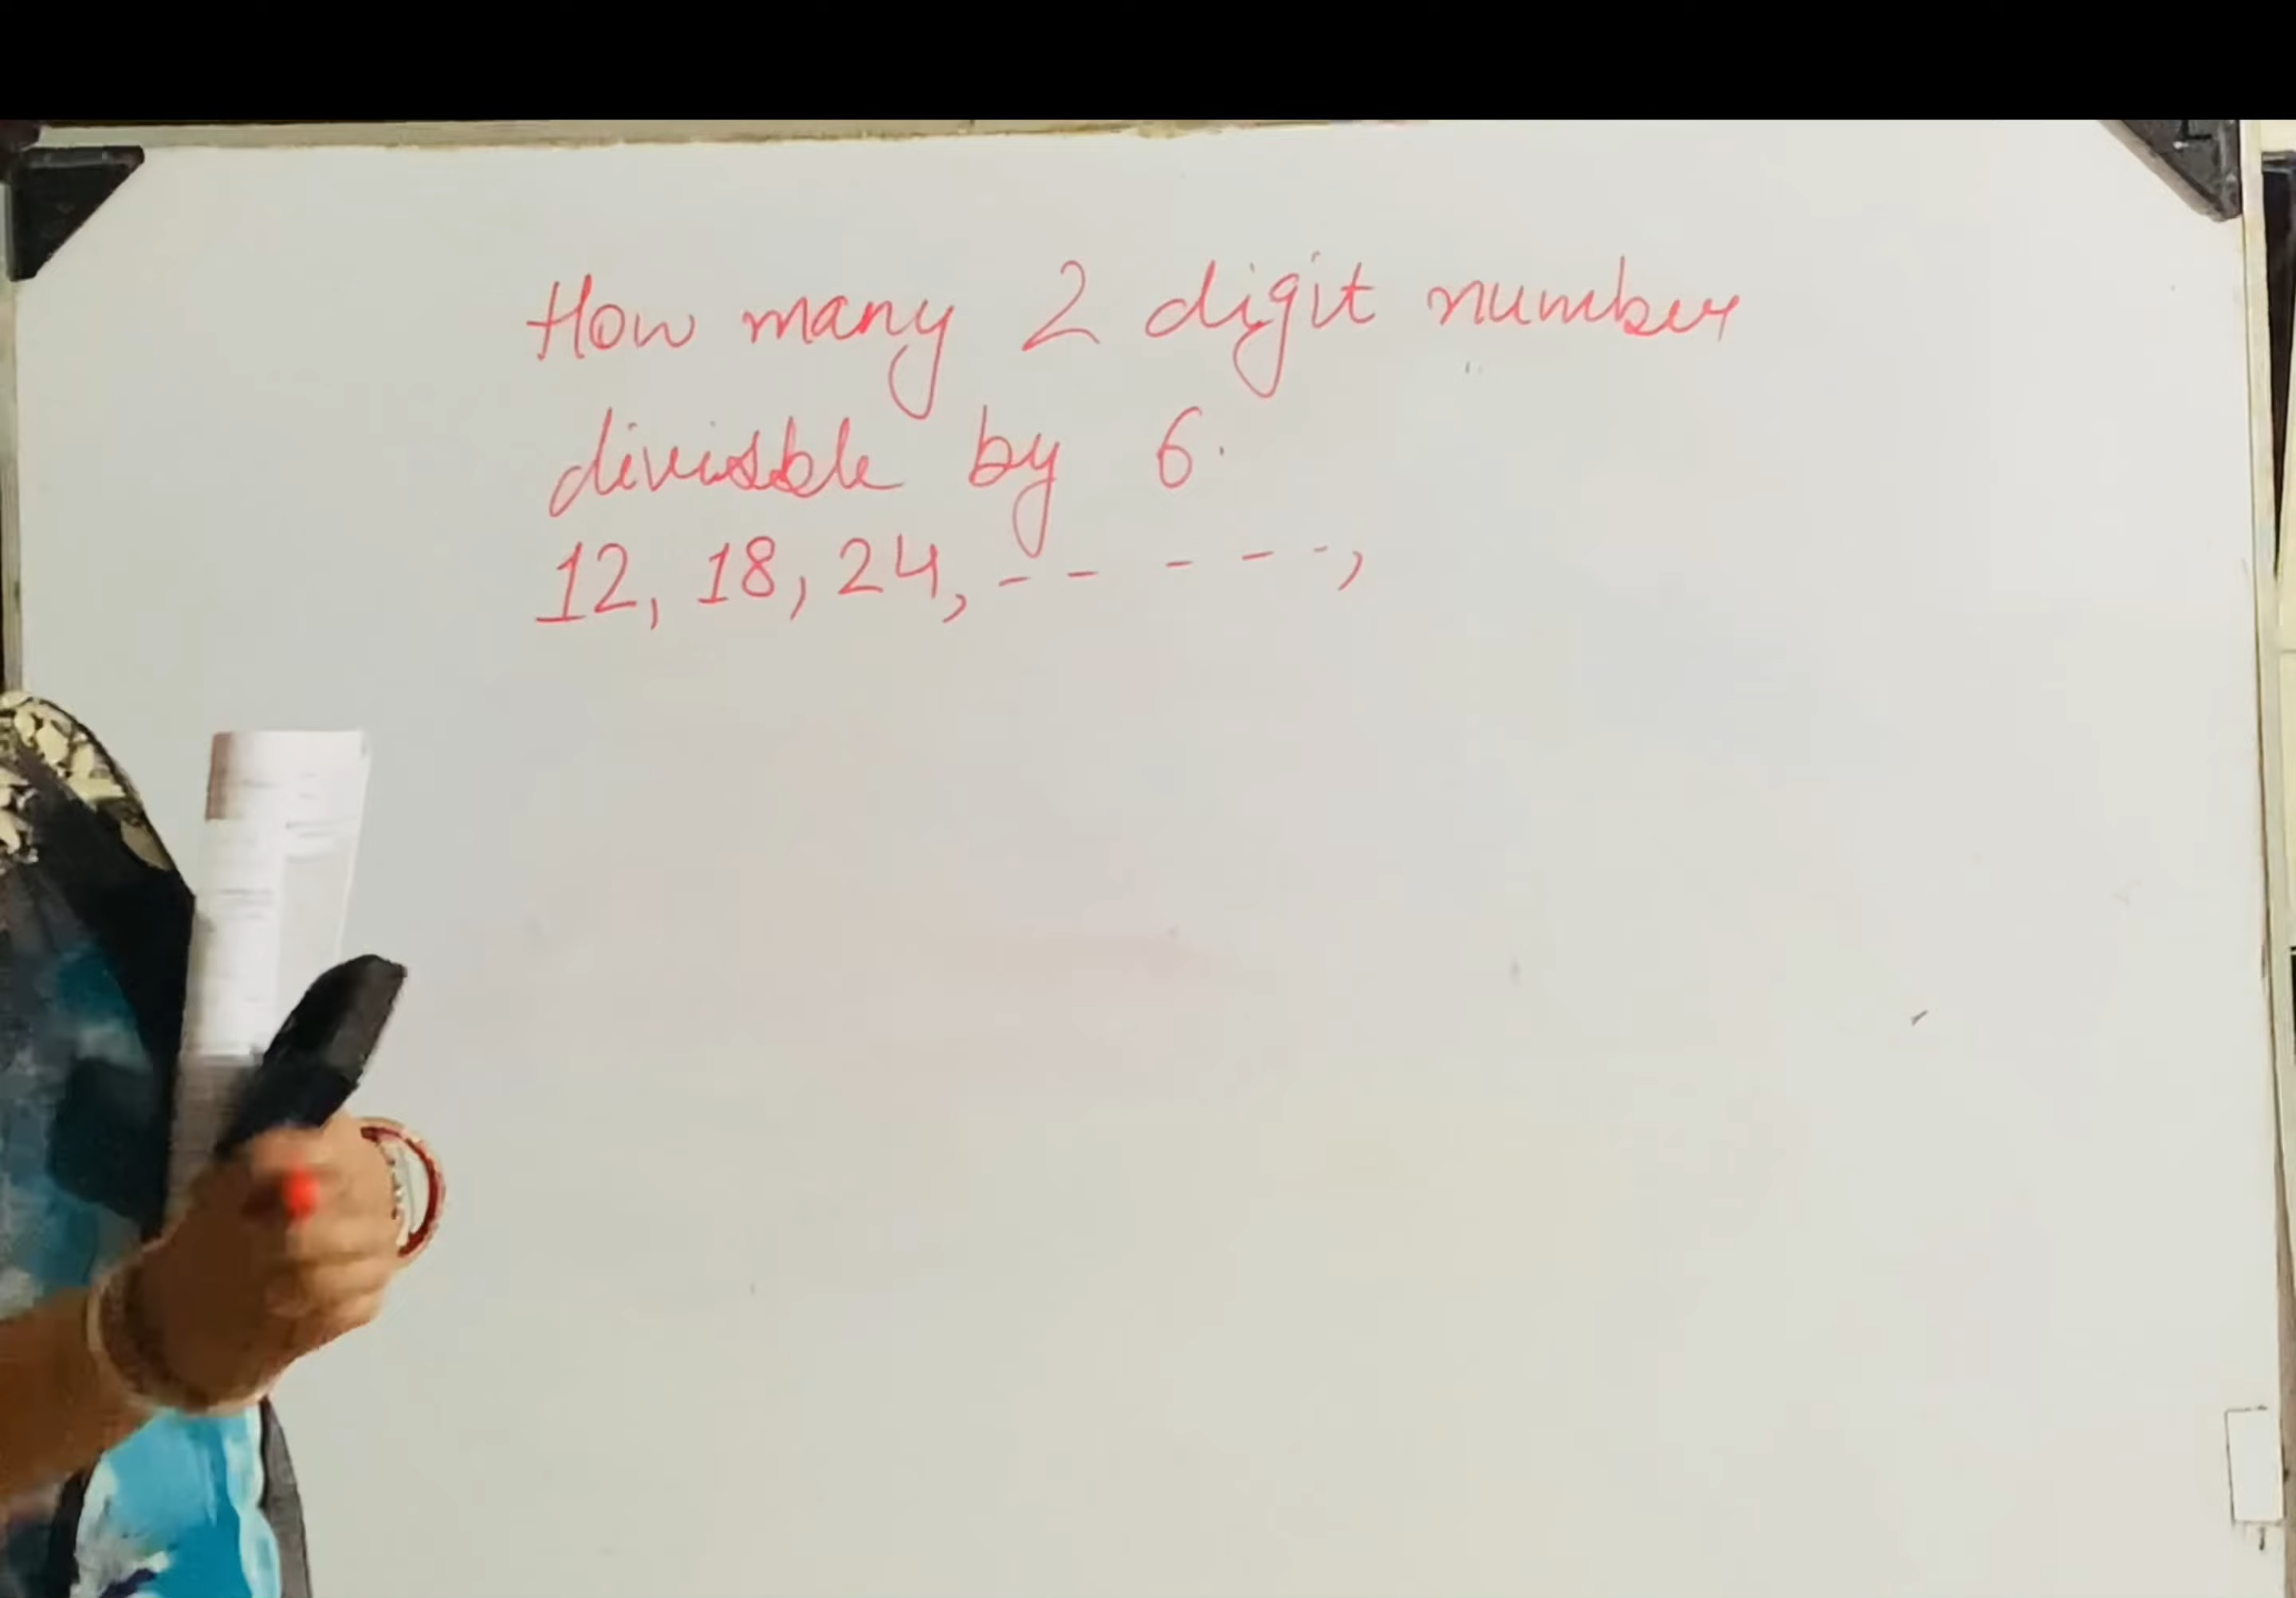 How many 2 digit number
divisble by 6.
12, 18, 24, - - - - -,